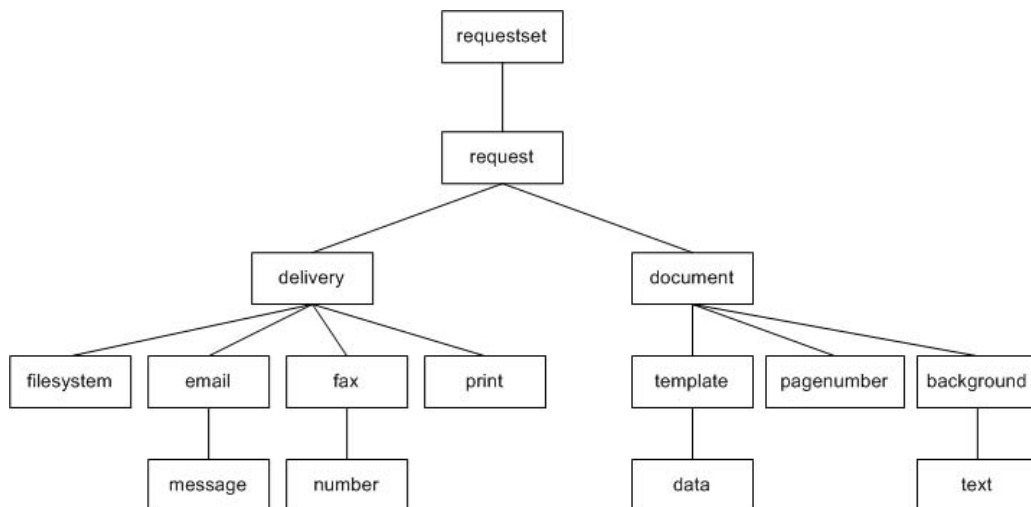 requestset
request
delivery
document
filesystem
email
fax
print
template
pagenumber
background
message
number
data
text